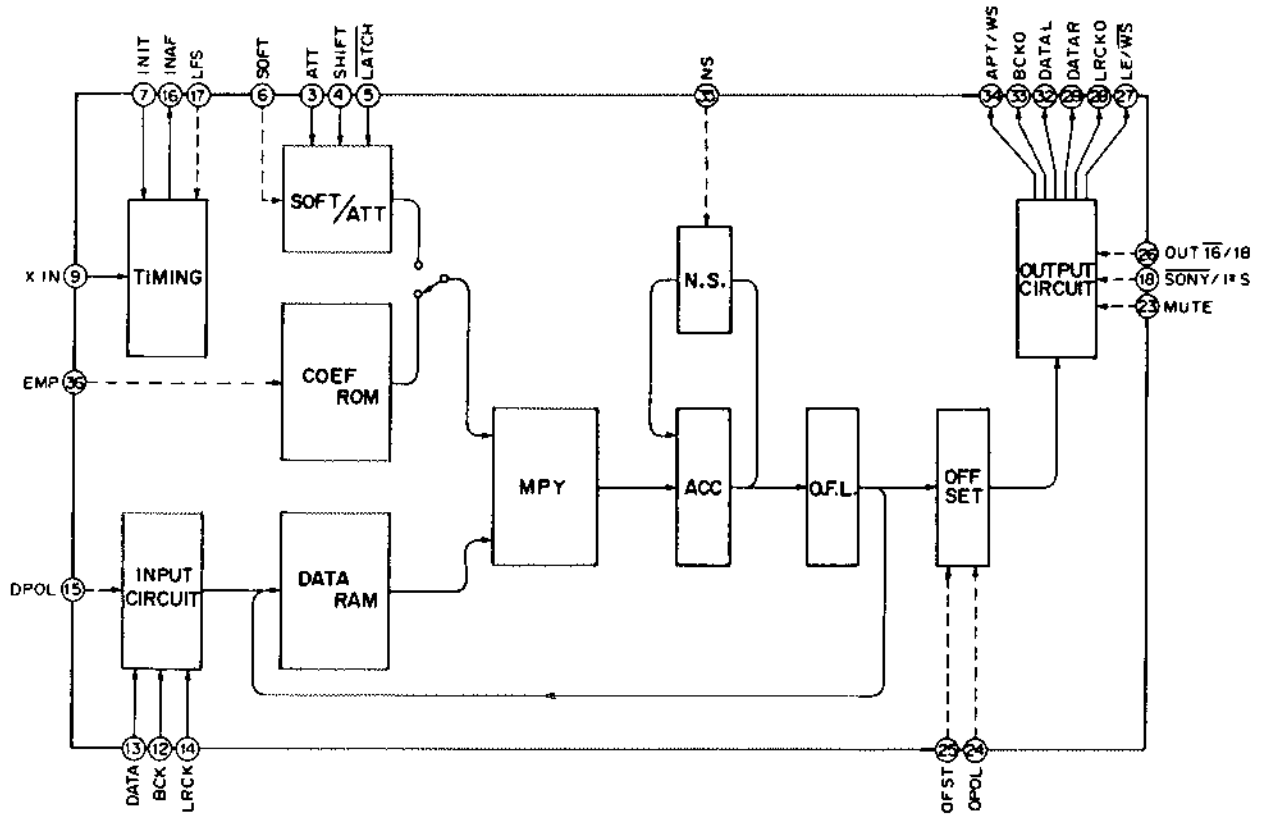 INIT
INAF
LFS
SOFT
ATT
SHIFT
LATCH
NS
APT/WS
BCKO
DATAL
DATAR
LRCKO
LE/WS
7
16
17
6
3
4
5
34
33
32
28
27
SOFT/ATT
TIMING
X IN
9
N.S.
OUTPUT
CIRCUIT
26
OUT 16/18
18
SONY/I²S
23
MUTE
EMP
36
COEF
ROM
MPY
ACC
O.F.L.
OFF
SET
DPOL
15
INPUT
CIRCUIT
DATA
RAM
13
12
14
25
24
DATA
BCK
LRCK
OFST
OPOL